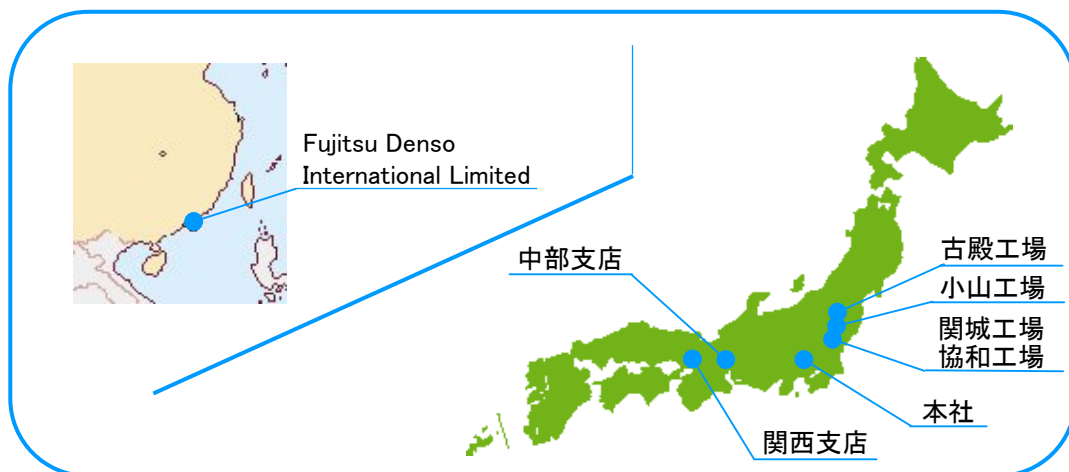 Fujitsu Denso
International Limited
中部支店
古殿工場
小山工場
関城工場
協和工場
本社
関西支店